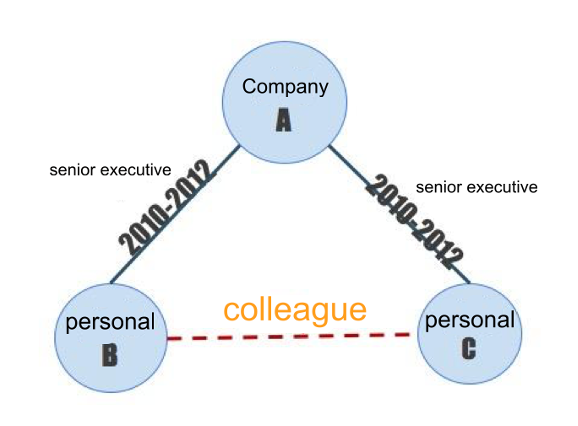 Company
A
senior executive
2010-2012
2010-2012
senior executive
colleague
personal
B
personal
C